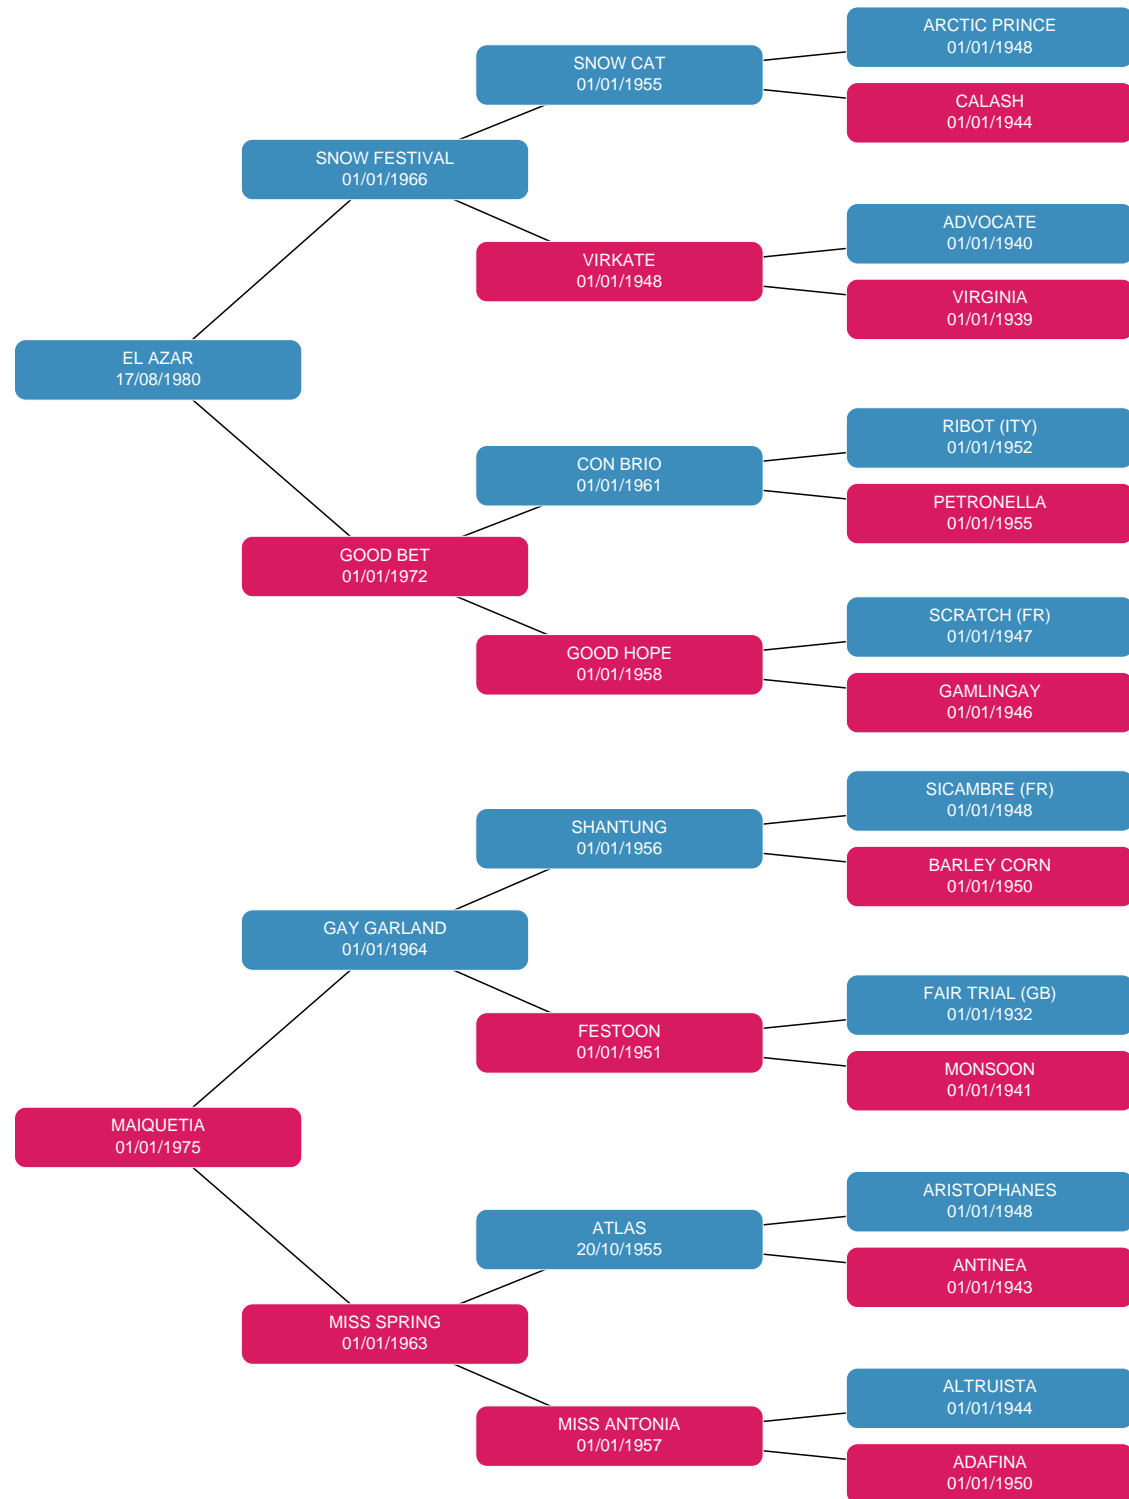 ARCTIC PRINCE
01/01/1948
SNOW CAT
01/01/1955
CALASH
01/01/1944
SNOW FESTIVAL
01/01/1966
ADVOCATE
01/01/1940
VIRKATE
01/01/1948
VIRGINIA
01/01/1939
EL AZAR
17/08/1980
RIBOT (ITY)
01/01/1952
CON BRIO
01/01/1961
PETRONELLA
01/01/1955
GOOD BET
01/01/1972
SCRATCH (FR)
01/01/1947
GOOD HOPE
01/01/1958
GAMLINGAY
01/01/1946
SICAMBRE (FR)
01/01/1948
SHANTUNG
01/01/1956
BARLEY CORN
01/01/1950
GAY GARLAND
01/01/1964
FAIR TRIAL (GB)
01/01/1932
FESTOON
01/01/1951
MONSOON
01/01/1941
MAIQUETIA
01/01/1975
ARISTOPHANES
01/01/1948
ATLAS
20/10/1955
ANTINEA
01/01/1943
MISS SPRING
01/01/1963
ALTRUISTA
01/01/1944
MISS ANTONIA
01/01/1957
ADAFINA
01/01/1950